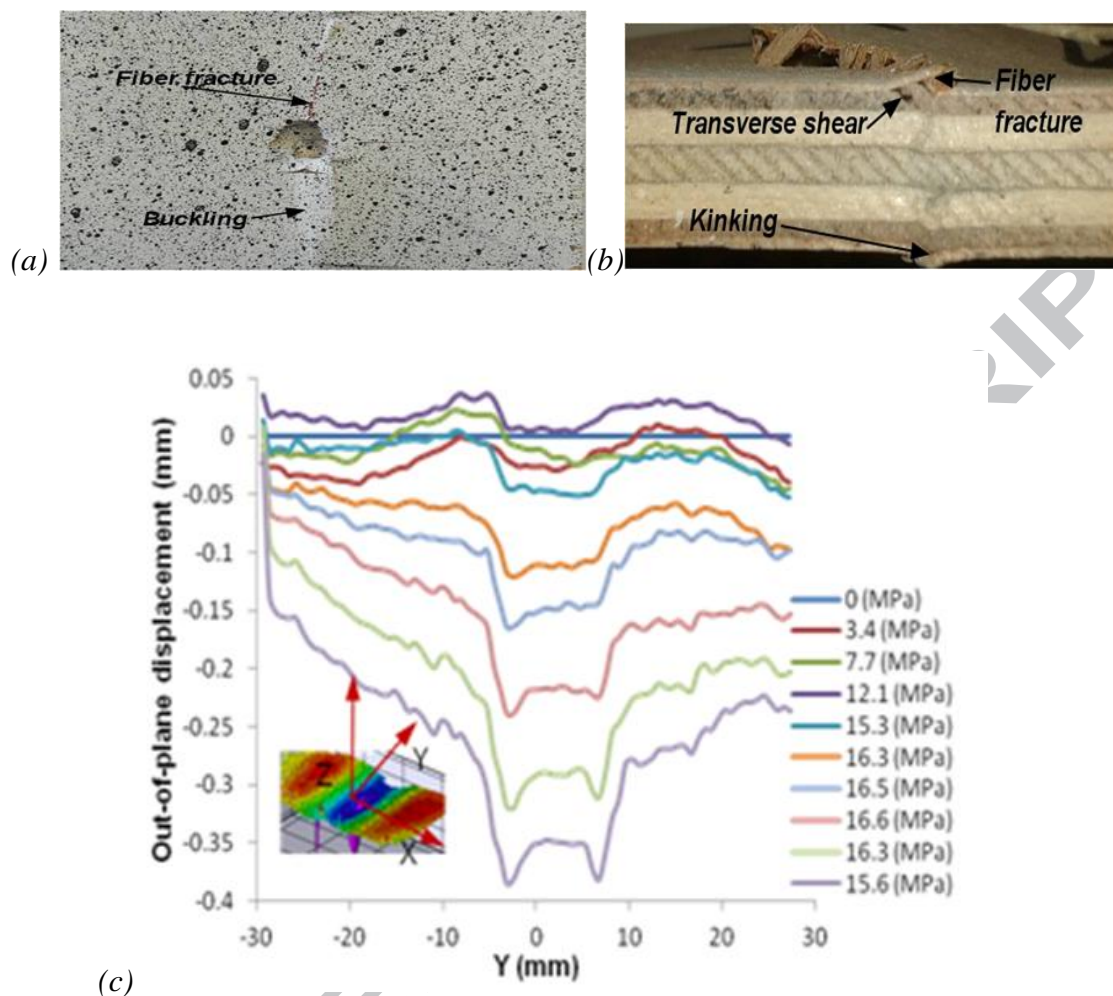 Fiber fracture
Buckling
(a)
Fiber
fracture
Transverse shear
Kinking
(b)
RIP
Out-of-plane displacement (mm)
0.05
0
-0.05
-0.1
-0.15
-0.2
-0.25
-0.3
-0.35
-0.4
-30
-20
-10
0
10
20
30
Y (mm)
Z
Y
X
0 (MPa)
3.4 (MPa)
7.7 (MPa)
12.1 (MPa)
15.3 (MPa)
16.3 (MPa)
16.5 (MPa)
16.6 (MPa)
16.3 (MPa)
15.6 (MPa)
(c)